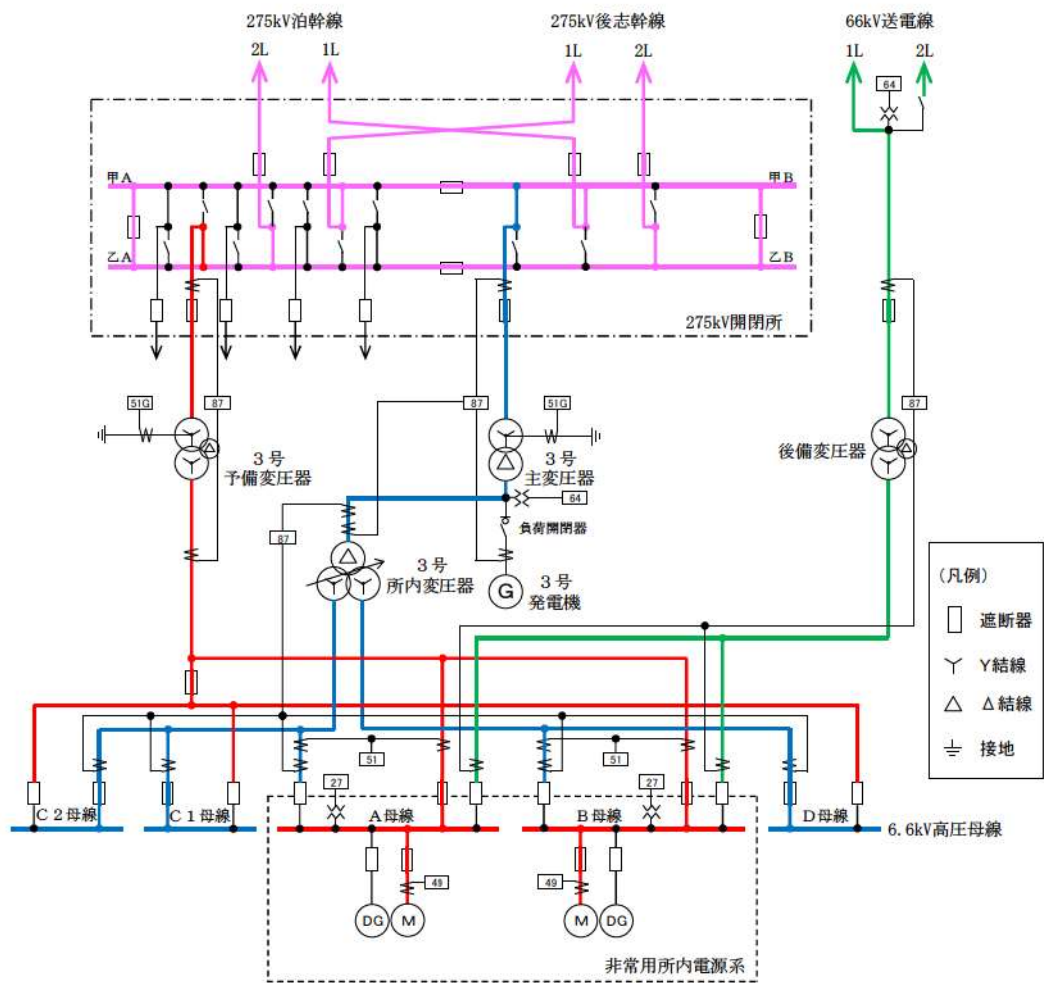 275kV泊幹線
275kV後志幹線
66kV送電線
2L
1L
1L
2L
1L
2L
64
甲A
甲B
乙A
乙B
275kV開閉所
51G
87
87
51G
87
3号
予備変圧器
3号
主変圧器
後備変圧器
64
87
負荷開閉器
3号
所内変圧器
G
3号
発電機
(凡例)
遮断器
Y結線
Δ結線
接地
51
51
27
27
C2母線
C1母線
A母線
B母線
D母線
6.6kV高圧母線
49
49
DG
M
M
DG
非常用所内電源系